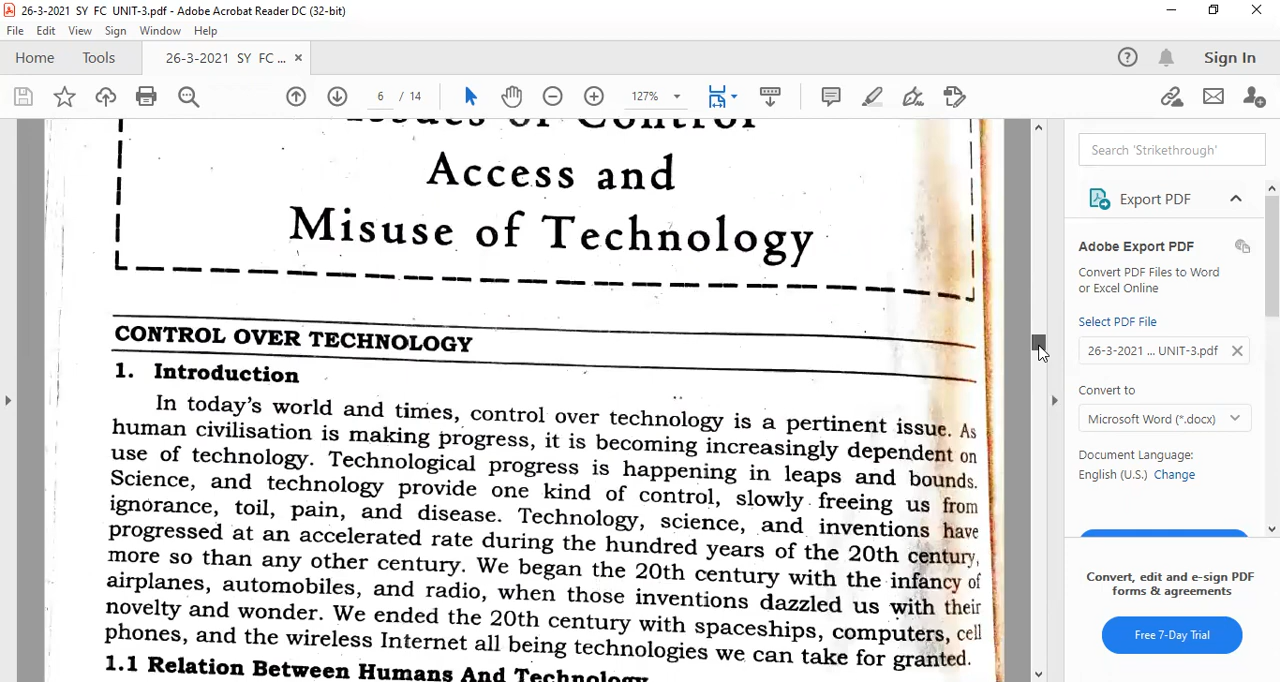 26-3-2021 SY FC UNIT-3.pdf - Adobe Acrobat Reader DC (32-bit)
File Edit View Sign Window Help
Home Tools 26-3-2021 SY FC ... × Sign In
6 / 14 127%
Issues of Control
Access and
Misuse of Technology
CONTROL OVER TECHNOLOGY
1. Introduction
In today's world and times, control over technology is a pertinent issue. As
human civilisation is making progress, it is becoming increasingly dependent on
use of technology. Technological progress is happening in leaps and bounds.
Science, and technology provide one kind of control, slowly freeing us from
ignorance, toil, pain, and disease. Technology, science, and inventions have
progressed at an accelerated rate during the hundred years of the 20th century,
more so than any other century. We began the 20th century with the infancy of
airplanes, automobiles, and radio, when those inventions dazzled us with their
novelty and wonder. We ended the 20th century with spaceships, computers, cell
phones, and the wireless Internet all being technologies we can take for granted.
1.1 Relation Between Humans And Technology
Search 'Strikethrough'
Export PDF
Adobe Export PDF
Convert PDF Files to Word
or Excel Online
Select PDF File
26-3-2021 ... UNIT-3.pdf
Convert to
Microsoft Word (*.docx)
Document Language:
English (U.S.) Change
Convert, edit and e-sign PDF
forms & agreements
Free 7-Day Trial